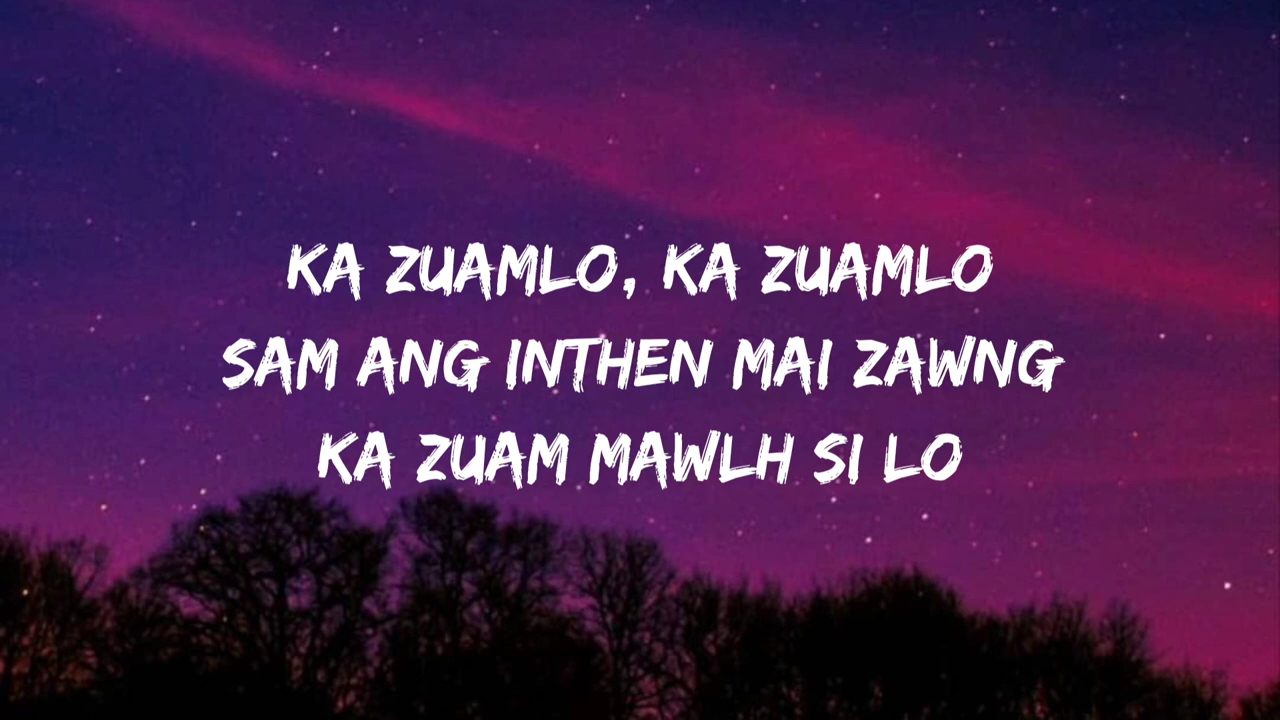 KA ZUAMLO, KA ZUAMLO
SAM ANG INTHEN MAI ZAWNG
KA ZUAM MAWLH SI LO